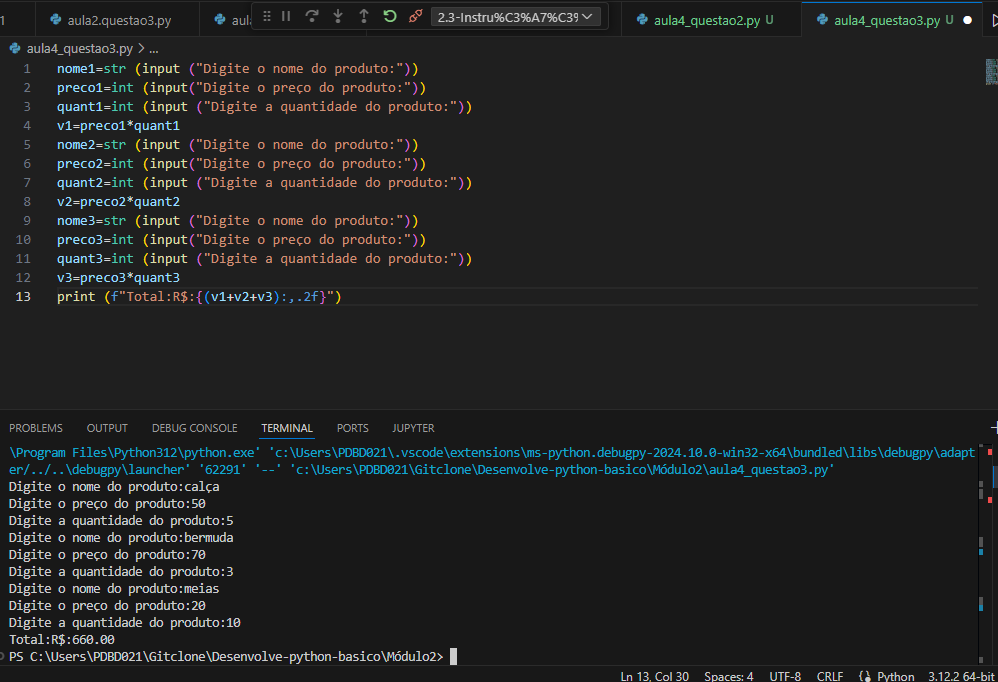 1 aula2.questao3.py aula 2.3-Instru%C3%A7%C3% aula4_questao2.py U aula4_questao3.py U
aula4_questao3.py > ...
1 nome1=str (input ("Digite o nome do produto:"))
2 preco1=int (input("Digite o preço do produto:"))
3 quant1=int (input ("Digite a quantidade do produto:"))
4 v1=preco1*quant1
5 nome2=str (input ("Digite o nome do produto:"))
6 preco2=int (input("Digite o preço do produto:"))
7 quant2=int (input ("Digite a quantidade do produto:"))
8 v2=preco2*quant2
9 nome3=str (input ("Digite o nome do produto:"))
10 preco3=int (input("Digite o preço do produto:"))
11 quant3=int (input ("Digite a quantidade do produto:"))
12 v3=preco3*quant3
13 print (f"Total:R$:{(v1+v2+v3):,.2f}")
PROBLEMS OUTPUT DEBUG CONSOLE TERMINAL PORTS JUPYTER
\Program Files\Python312\python.exe' 'c:\Users\PDBD021\.vscode\extensions\ms-python.debugpy-2024.10.0-win32-x64\bundled\libs\debugpy\adapt
er/../..\debugpy\launcher' '62291' '--' 'c:\Users\PDBD021\Gitclone\Desenvolve-python-basico\Módulo2\aula4_questao3.py'
Digite o nome do produto:calça
Digite o preço do produto:50
Digite a quantidade do produto:5
Digite o nome do produto:bermuda
Digite o preço do produto:70
Digite a quantidade do produto:3
Digite o nome do produto:meias
Digite o preço do produto:20
Digite a quantidade do produto:10
Total:R$:660.00
PS C:\Users\PDBD021\Gitclone\Desenvolve-python-basico\Módulo2>
Ln 13, Col 30 Spaces: 4 UTF-8 CRLF Python 3.12.2 64-bit